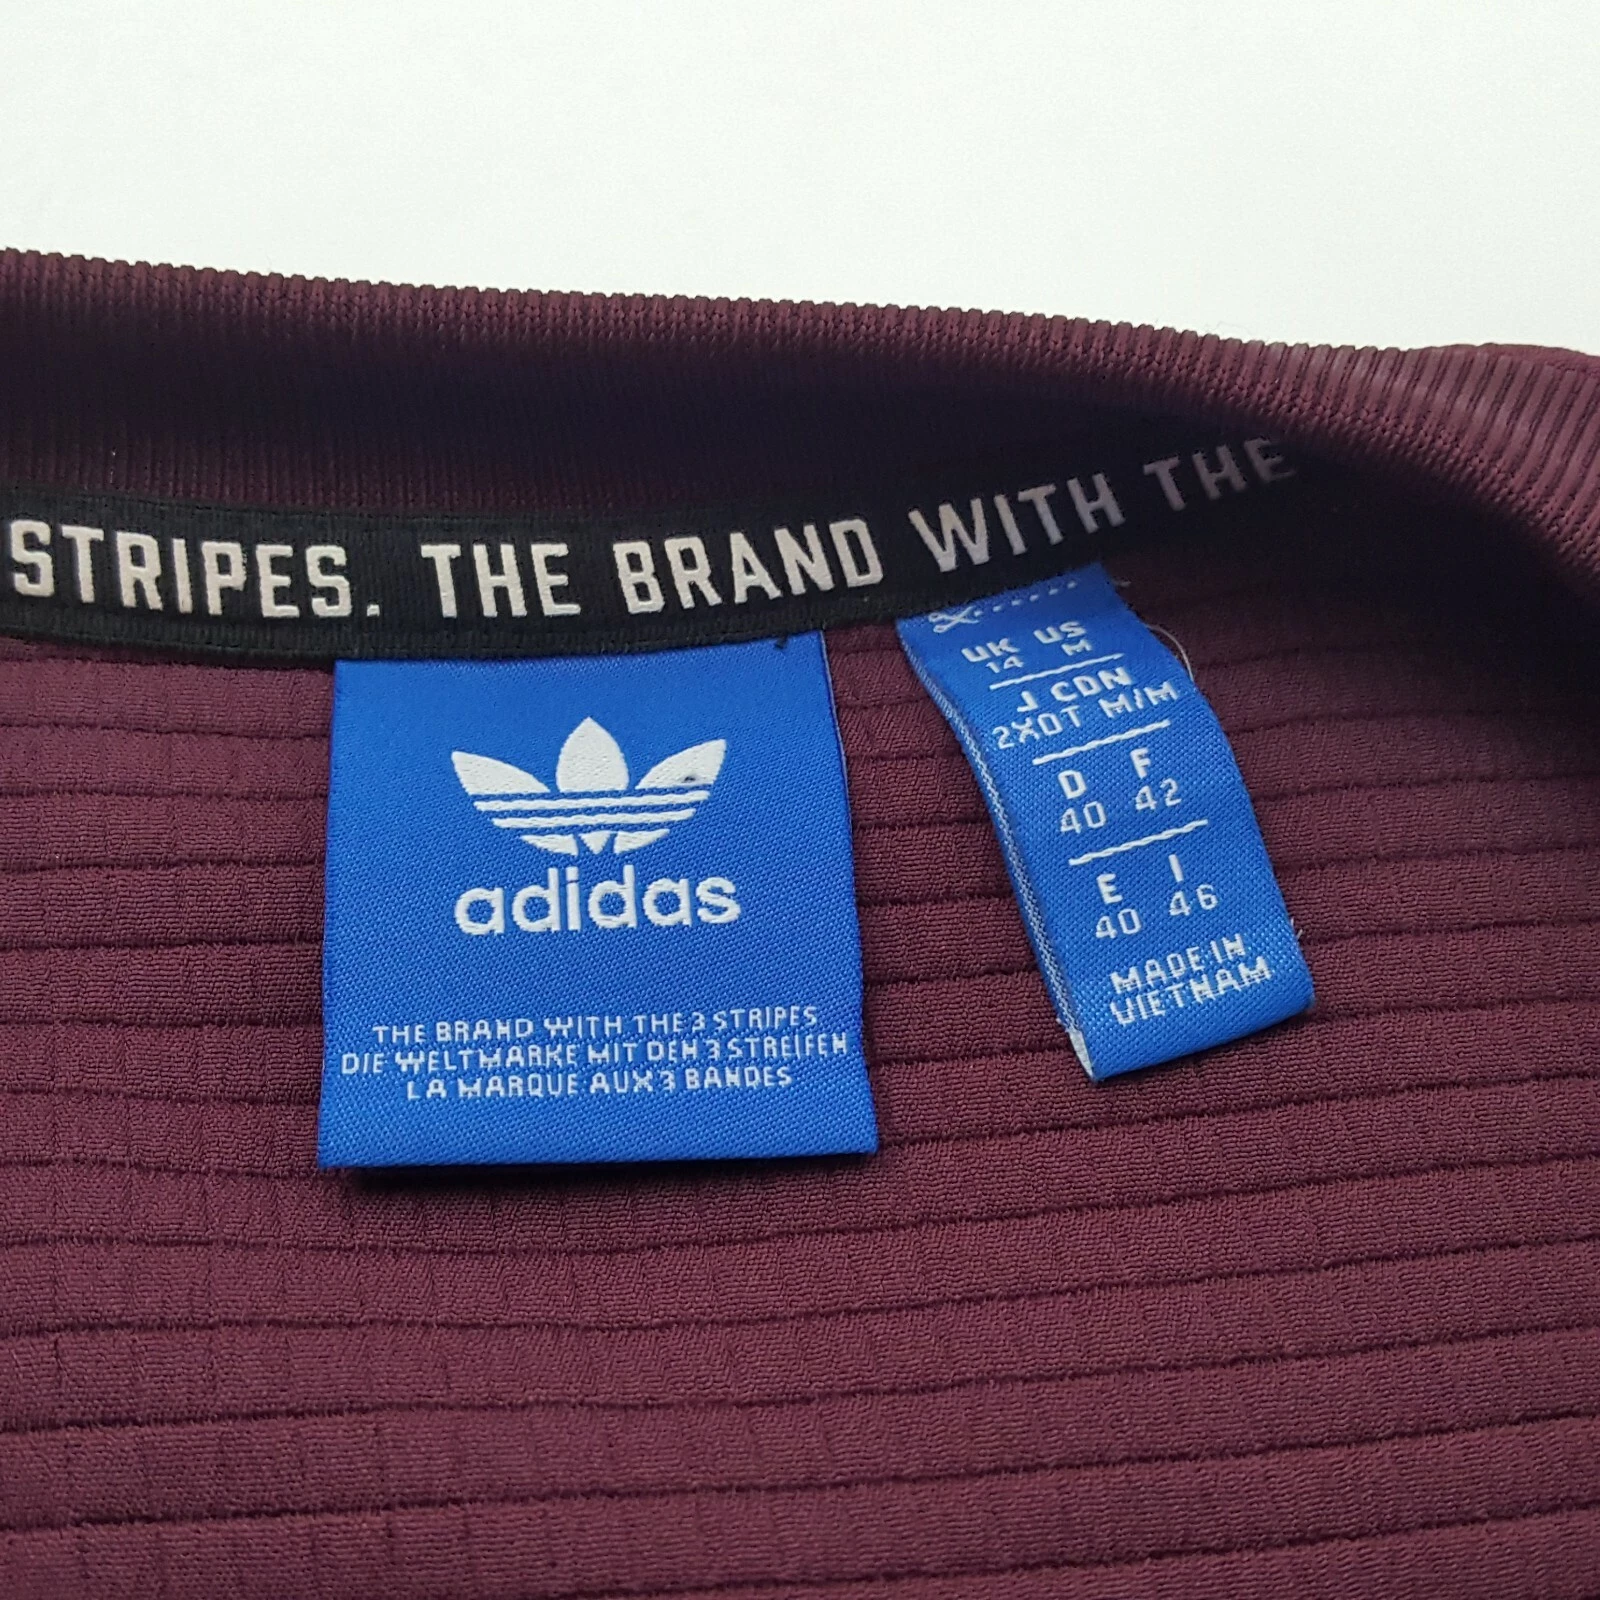 STRIPES. THE BRAND WITH THE
adidas
THE BRAND WITH THE 3 STRIPES
DIE WELTMARKE MIT DEN 3 STREIFEN
LA MARQUE AUX 3 BANDES
UK US
14 M
J CDN
2XOT M/M
D F
40 42
E I
40 46
MADE IN
VIETNAM